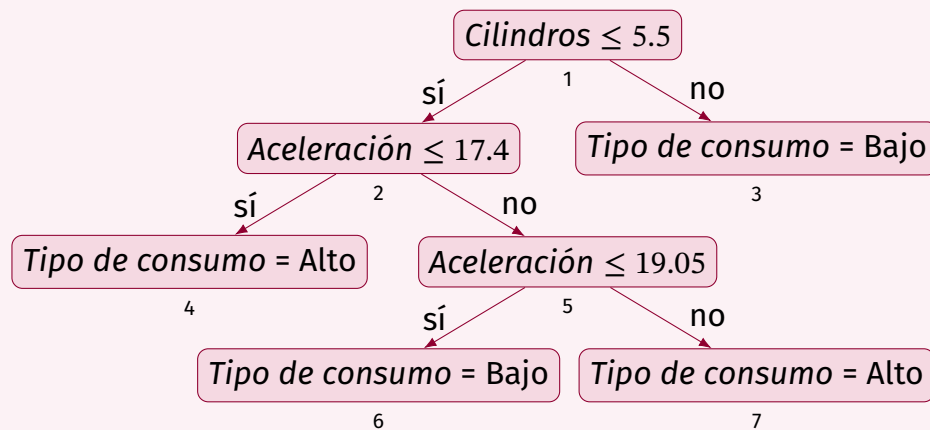 Cilindros ≤ 5.5
1
sí
no
Aceleración ≤ 17.4
2
Tipo de consumo = Bajo
3
sí
no
Tipo de consumo = Alto
4
Aceleración ≤ 19.05
5
sí
no
Tipo de consumo = Bajo
6
Tipo de consumo = Alto
7